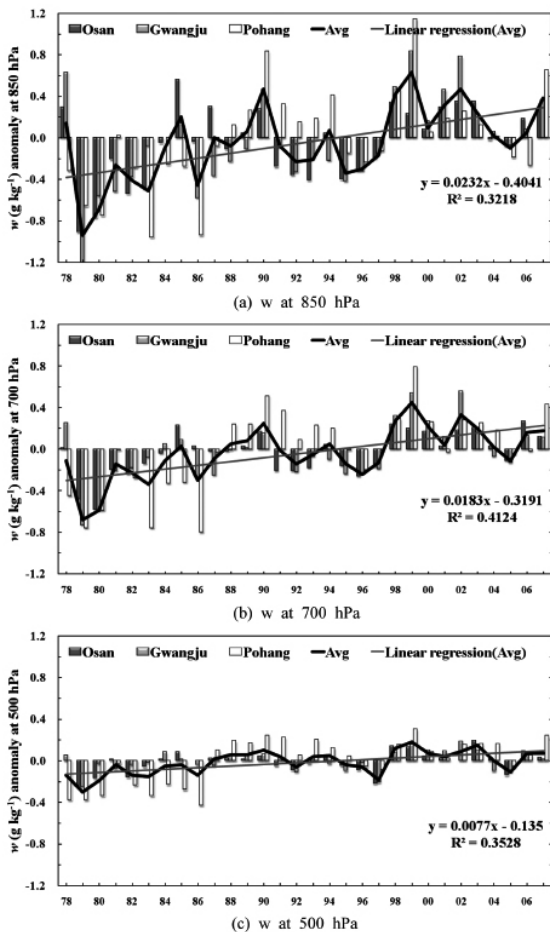 Osan Gwangju Pohang Avg Linear regression(Avg)
w (g kg⁻¹) anomaly at 850 hPa
1.2
0.8
0.4
0.0
-0.4
-0.8
-1.2
y = 0.0232x - 0.4041
R² = 0.3218
78 80 82 84 86 88 90 92 94 96 98 00 02 04 06
(a) w at 850 hPa
Osan Gwangju Pohang Avg Linear regression(Avg)
w (g kg⁻¹) anomaly at 700 hPa
1.2
0.8
0.4
0.0
-0.4
-0.8
-1.2
y = 0.0183x - 0.3191
R² = 0.4124
78 80 82 84 86 88 90 92 94 96 98 00 02 04 06
(b) w at 700 hPa
Osan Gwangju Pohang Avg Linear regression(Avg)
w (g kg⁻¹) anomaly at 500 hPa
1.2
0.8
0.4
0.0
-0.4
-0.8
-1.2
y = 0.0077x - 0.135
R² = 0.3528
78 80 82 84 86 88 90 92 94 96 98 00 02 04 06
(c) w at 500 hPa